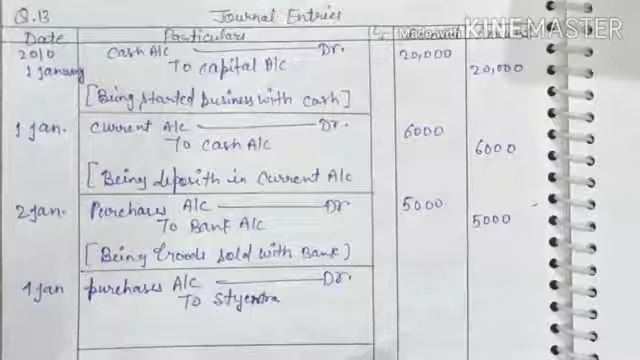 Q.13 Journal Entries
Made with KINEMASTER
Date Particulars L.F
2010 Cash A/c Dr. 20,000
1 January To capital A/c 20,000
[Being started business with cash]
1 Jan. Current A/c Dr. 6000
To cash A/c 6000
[Being deposith in Current A/c
2 Jan. Purchases A/c Dr 5000
To Bank A/c 5000
[Being Goods sold with Bank)
4 Jan purchases A/c Dr.
To